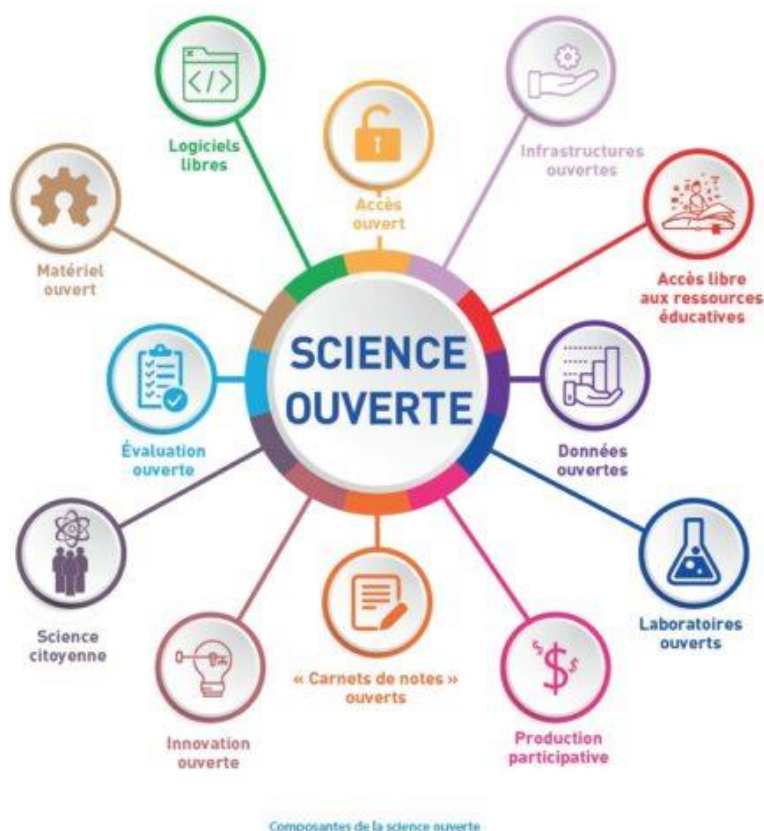 Logiciels
libres
Accès
ouvert
Infrastructures
ouvertes
Matériel
ouvert
Accès libre
aux ressources
éducatives
SCIENCE
OUVERTE
Évaluation
ouverte
Données
ouvertes
Science
citoyenne
Laboratoires
ouverts
« Carnets de notes »
ouverts
Innovation
ouverte
Production
participative
Composantes de la science ouverte